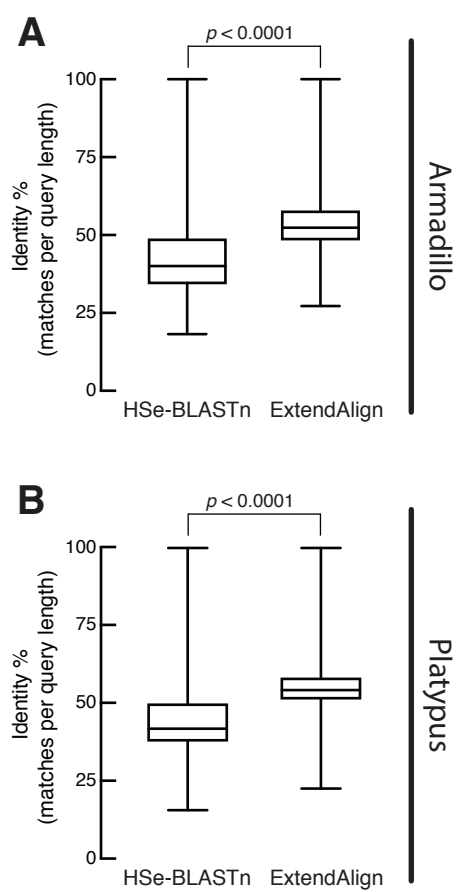 A
p < 0.0001
100
75
50
25
0
Identity %
(matches per query length)
HSe-BLASTn ExtendAlign
Armadillo
B
p < 0.0001
100
75
50
25
0
Identity %
(matches per query length)
HSe-BLASTn ExtendAlign
Platypus